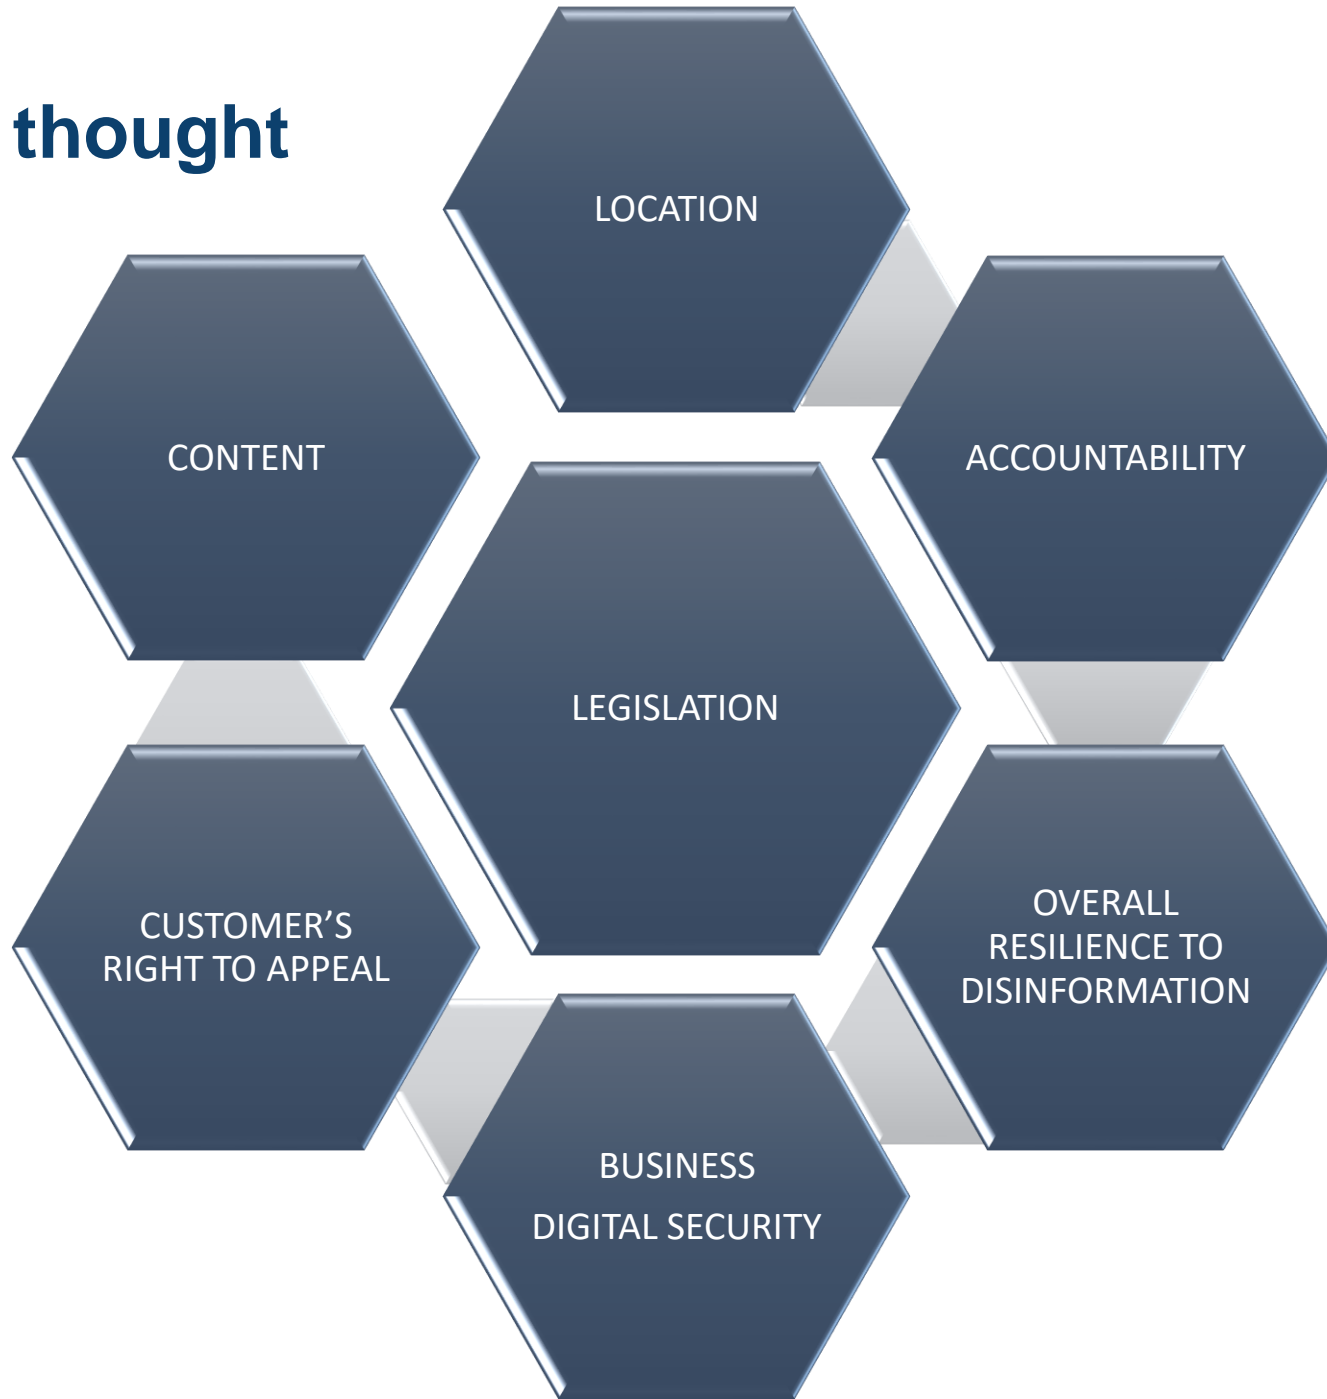 thought
LOCATION
CONTENT
ACCOUNTABILITY
LEGISLATION
CUSTOMER’S
RIGHT TO APPEAL
OVERALL
RESILIENCE TO
DISINFORMATION
BUSINESS
DIGITAL SECURITY